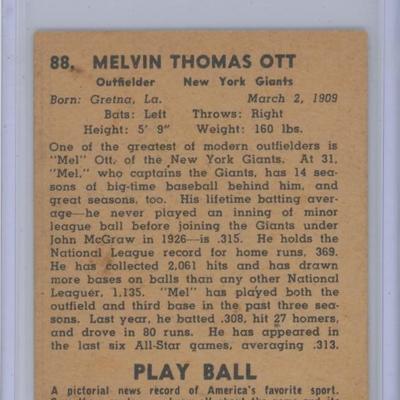 88. MELVIN THOMAS OTT
Outfielder New York Giants
Born: Gretna, La. March 2, 1909
Bats: Left Throws: Right
Height: 5' 9" Weight: 160 lbs.
One of the greatest of modern outfielders is
"Mel" Ott, of the New York Giants. At 31,
"Mel," who captains the Giants, has 14 sea-
sons of big-time baseball behind him, and
great seasons, too. His lifetime batting aver-
age—he never played an inning of minor
league ball before joining the Giants under
John McGraw in 1926—is .315. He holds the
National League record for home runs, 369.
He has collected 2,061 hits and has drawn
more bases on balls than any other National
Leaguer, 1,135. "Mel" has played both the
outfield and third base in the past three sea-
sons. Last year, he batted .308, hit 27 homers,
and drove in 80 runs. He has appeared in
the last six All-Star games, averaging .313.
PLAY BALL
A pictorial news record of America's favorite sport.